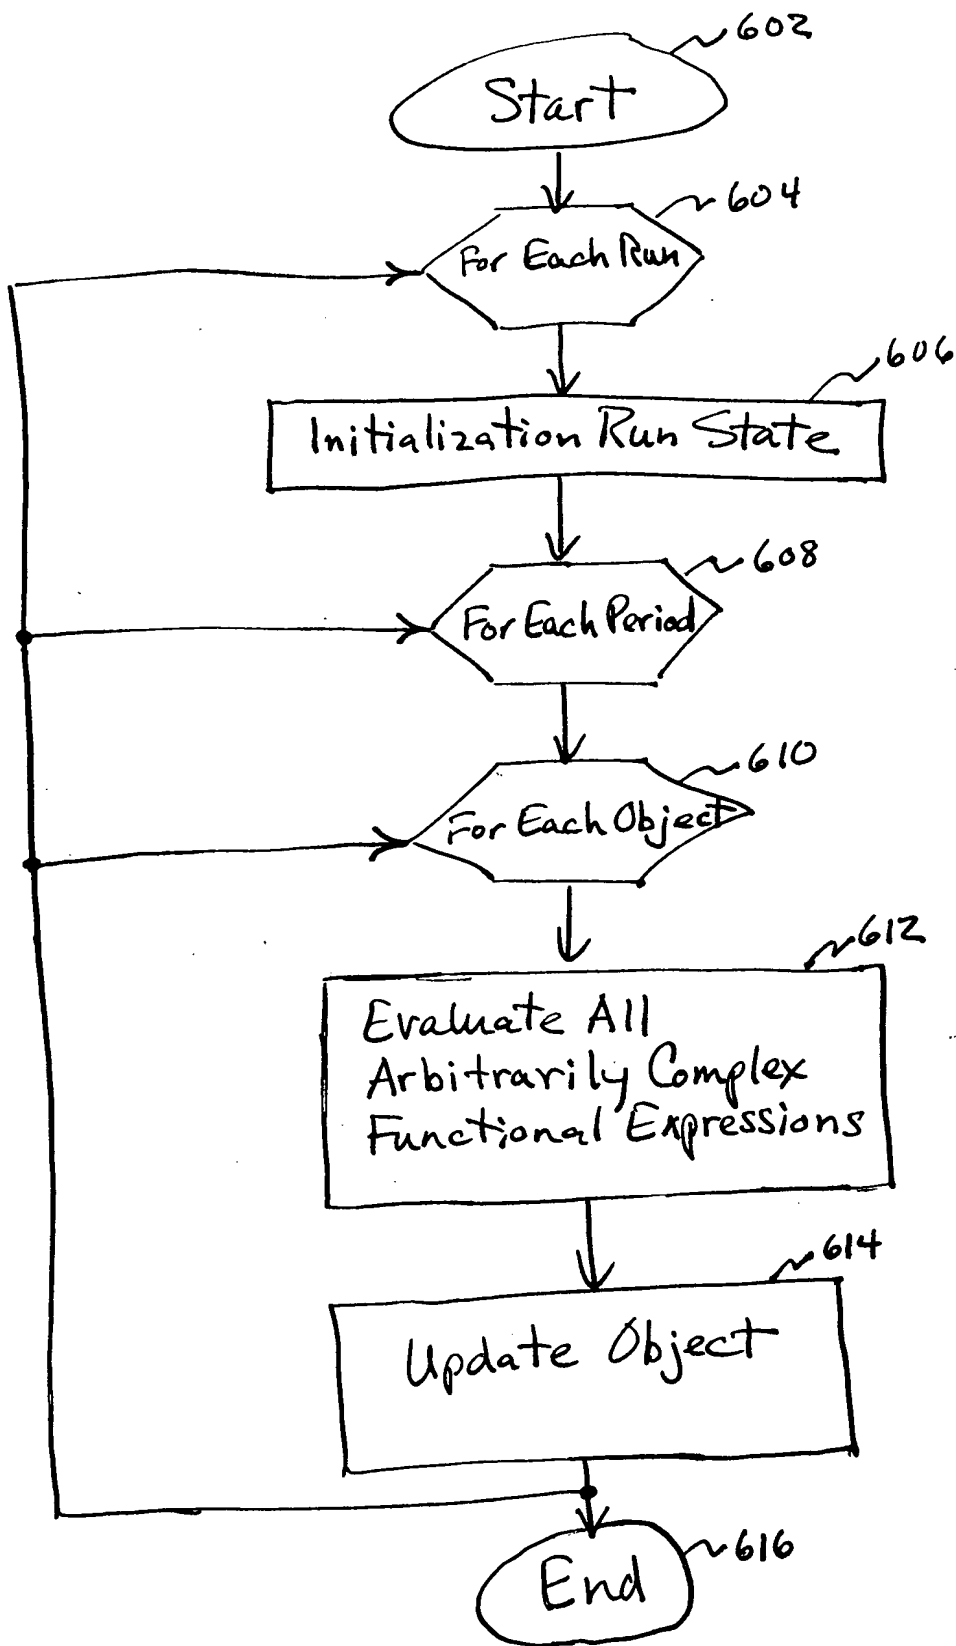 602
Start
604
For Each Run
606
Initialization Run State
608
For Each Period
610
For Each Object
612
Evaluate All
Arbitrarily Complex
Functional Expressions
614
Update Object
616
End